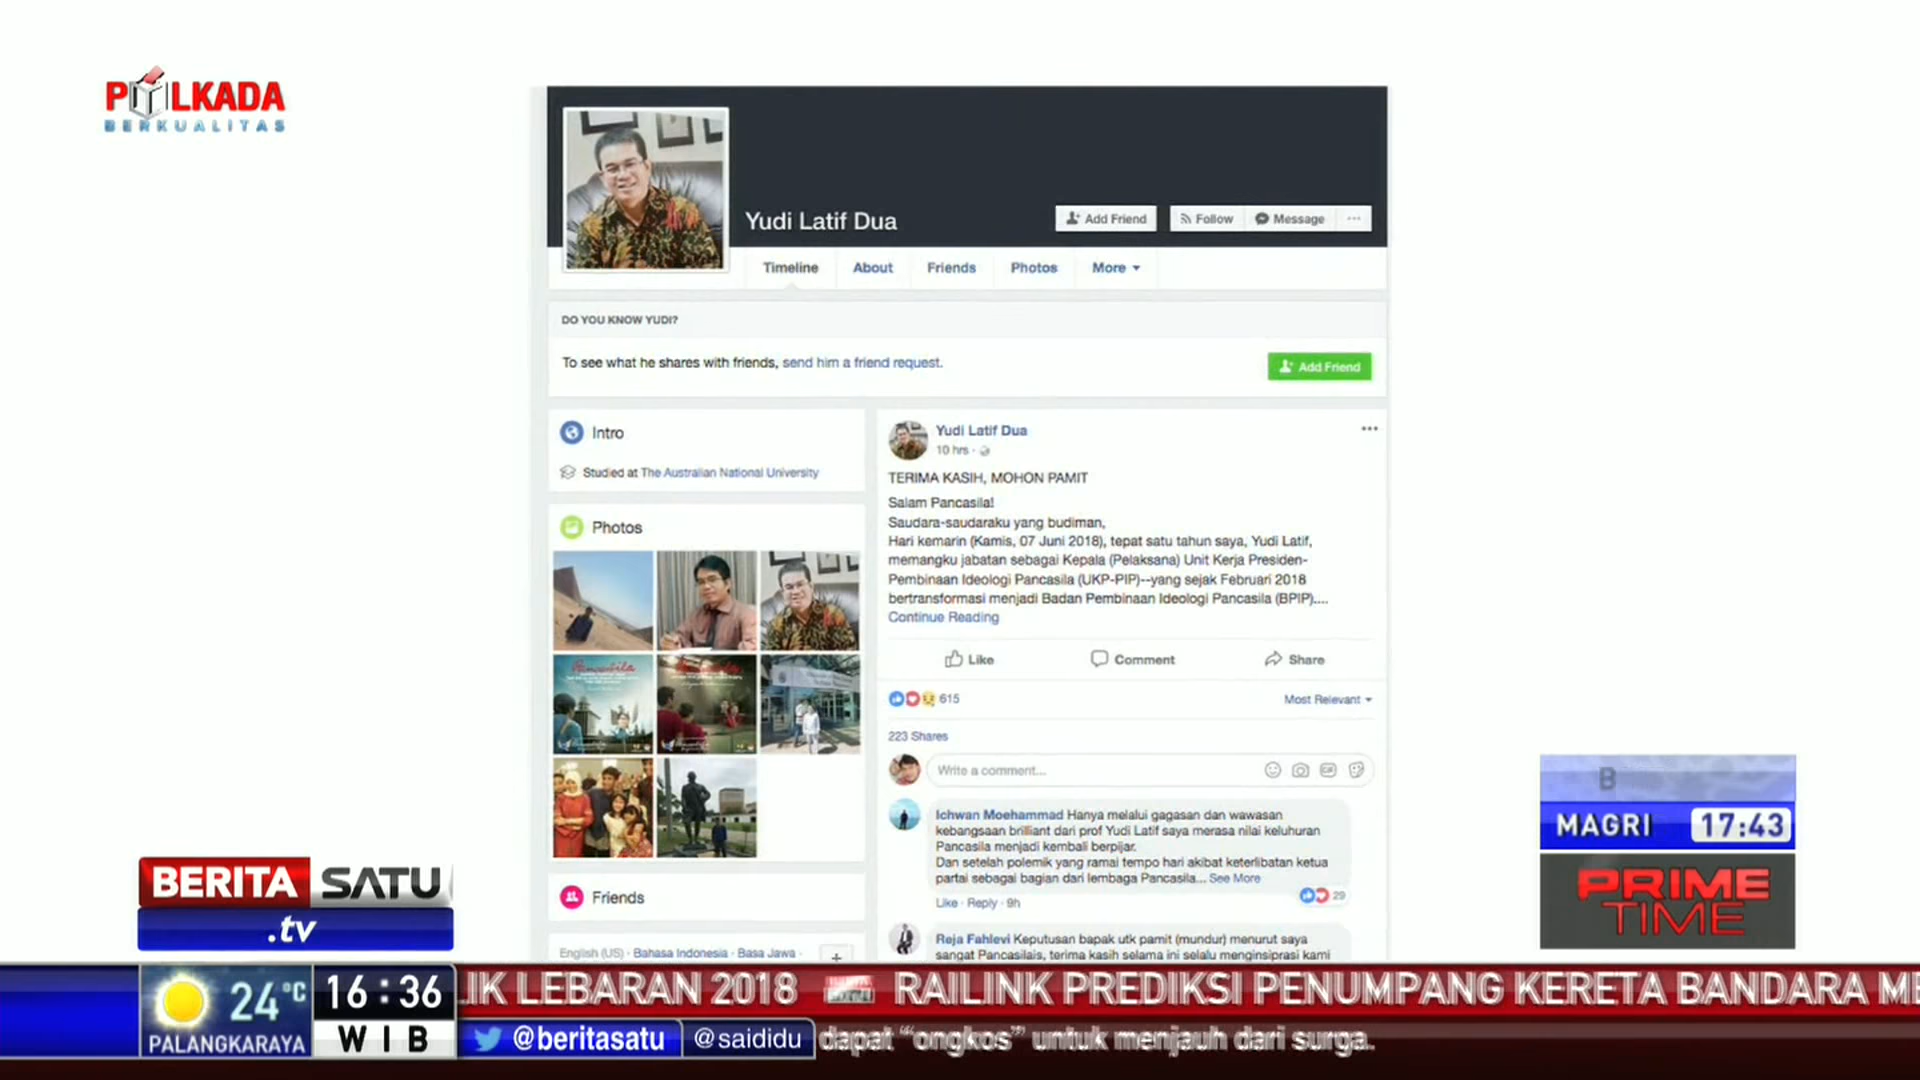 PILKADA
BERKUALITAS
Yudi Latif Dua
Add Friend
Follow
Message
Timeline
About
Friends
Photos
More
DO YOU KNOW YUDI?
To see what he shares with friends, send him a friend request.
Add Friend
Intro
Studied at The Australian National University
Photos
Friends
English (US) · Bahasa Indonesia · Basa Jawa ·
Yudi Latif Dua
10 hrs ·
TERIMA KASIH, MOHON PAMIT
Salam Pancasila!
Saudara-saudaraku yang budiman,
Hari kemarin (Kamis, 07 Juni 2018), tepat satu tahun saya, Yudi Latif,
memangku jabatan sebagai Kepala (Pelaksana) Unit Kerja Presiden-
Pembinaan Ideologi Pancasila (UKP-PIP)--yang sejak Februari 2018
bertransformasi menjadi Badan Pembinaan Ideologi Pancasila (BPIP)....
Continue Reading
Like
Comment
Share
615
Most Relevant
223 Shares
Write a comment...
Ichwan Moehammad Hanya melalui gagasan dan wawasan
kebangsaan brilliant dari prof Yudi Latif saya merasa nilai keluhuran
Pancasila menjadi kembali berpijar.
Dan setelah polemik yang ramai tempo hari akibat keterlibatan ketua
partai sebagai bagian dari lembaga Pancasila... See More
29
Like · Reply · 9h
Reja Fahlevi Keputusan bapak utk pamit (mundur) menurut saya
sangat Pancasilais, terima kasih selama ini selalu menginsiprasi kami
B
MAGRI 17:43
PRIME
TIME
BERITA SATU
.tv
24°C
PALANGKARAYA
16:36
WIB
IK LEBARAN 2018 RAILINK PREDIKSI PENUMPANG KERETA BANDARA ME
@beritasatu @saididu dapat "ongkos" untuk menjauh dari surga.